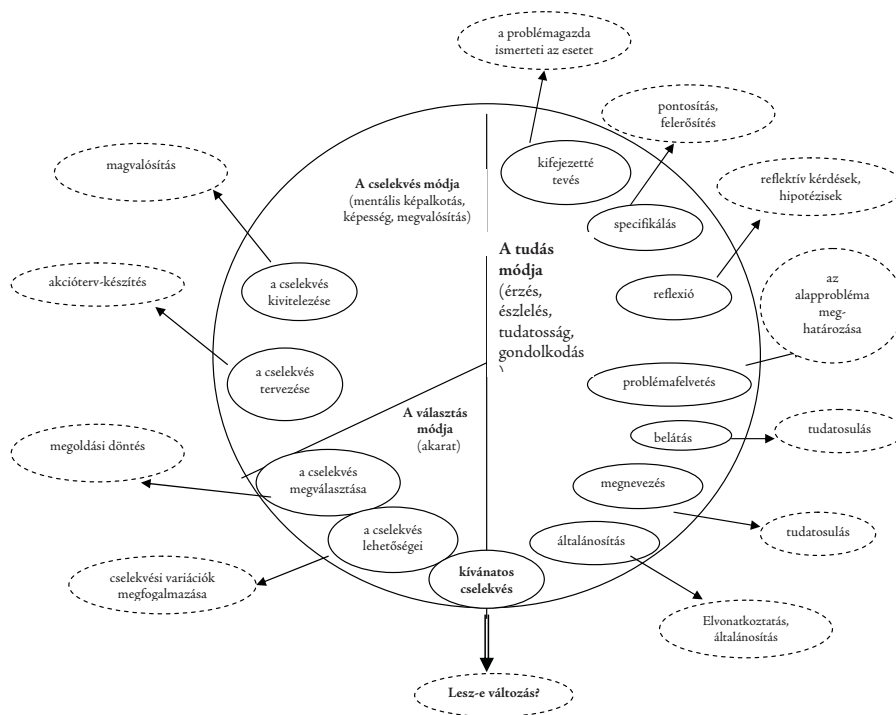 a problémagazda
ismerteti az esetet
pontosítás,
felerősítés
kifejezetté
tevés
magvalósítás
A cselekvés módja
(mentális képalkotás,
képesség, megvalósítás)
reflektív kérdések,
hipotézisek
specifikálás
A tudás
módja
(érzés,
észlelés,
tudatosság,
gondolkodás
)
akcióterv-készítés
a cselekvés
kivitelezése
reflexió
az
alapprobléma
meg-
határozása
a cselekvés
tervezése
problémafelvetés
A választás
módja
(akarat)
belátás
tudatosulás
megoldási döntés
a cselekvés
megválasztása
megnevezés
a cselekvés
lehetőségei
általánosítás
tudatosulás
cselekvési variációk
megfogalmazása
kívánatos
cselekvés
Elvonatkoztatás,
általánosítás
Lesz-e változás?